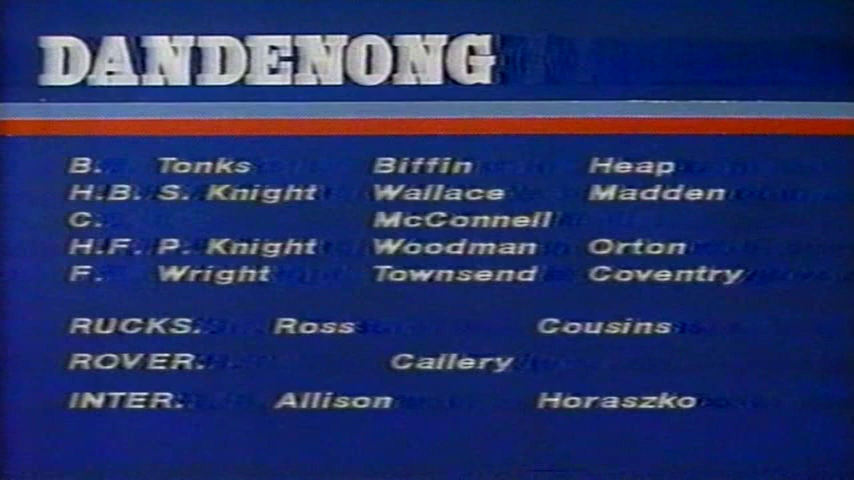 DANDENONG
B. Tonks Biffin Heap
H.B. S. Knight Wallace Madden
C. McConnell
H.F. P. Knight Woodman Orton
F. Wright Townsend Coventry
RUCKS. Ross Cousins
ROVER. Callery
INTER. Allison Horaszko